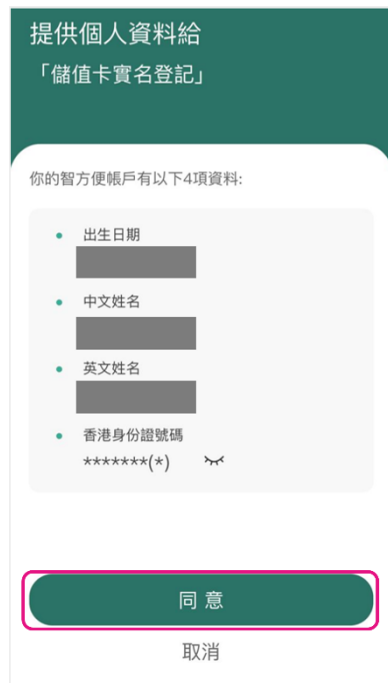 提供個人資料給
「儲值卡實名登記」
你的智方便帳戶有以下4項資料:
出生日期
中文姓名
英文姓名
香港身份證號碼
*******(*)
同意
取消